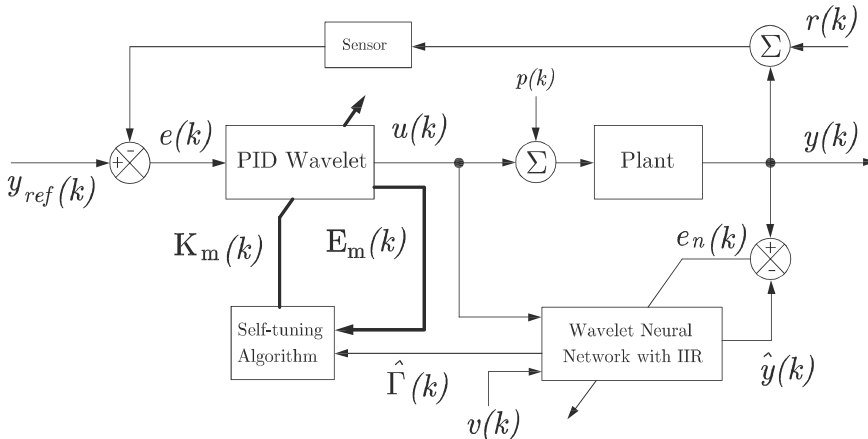 r(k)
Sensor
Σ
p(k)
-
e(k)
u(k)
y(k)
+
PID Wavelet
Σ
Plant
y_ref(k)
K_m(k)
E_m(k)
e_n(k)
+
-
Self-tuning
Algorithm
Wavelet Neural
Network with IIR
Γ̂(k)
ŷ(k)
v(k)